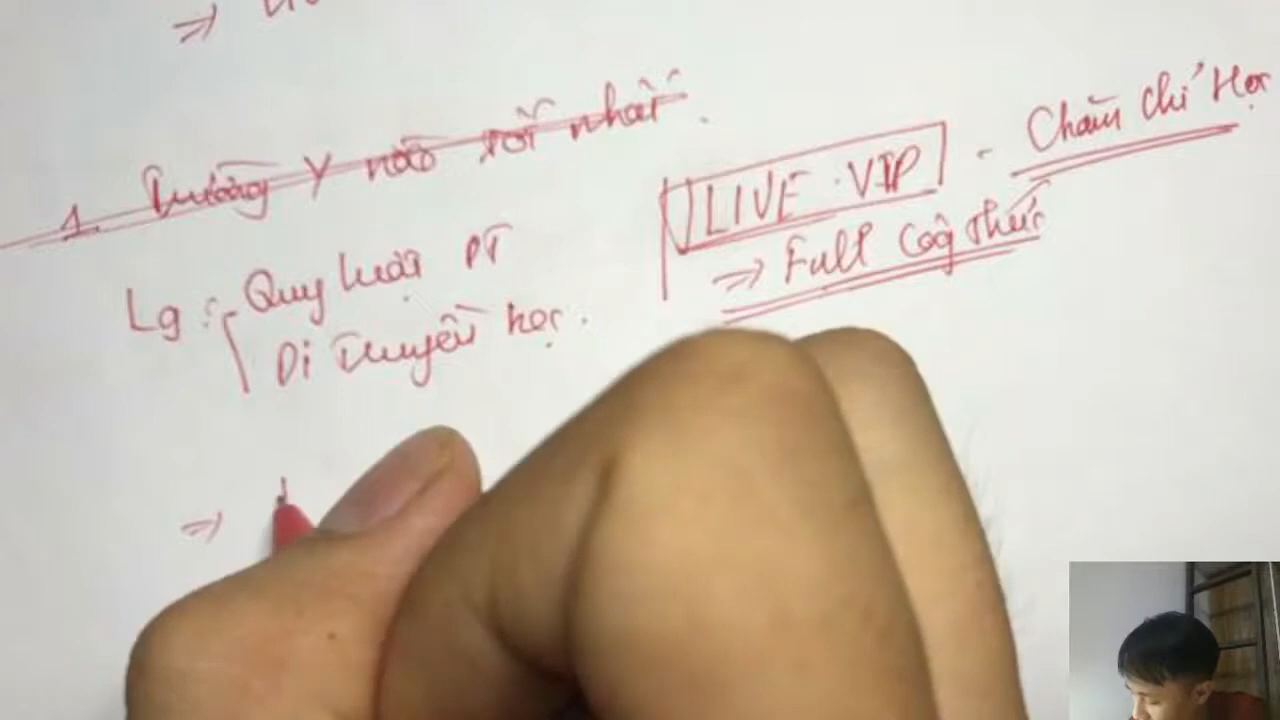 ⇒
1. Trường Y nào tốt nhất.
LIVE VIP - Chăm chỉ Học
⇒ Full Công thức
Lg: Quy luật DT
Di truyền học.
⇒